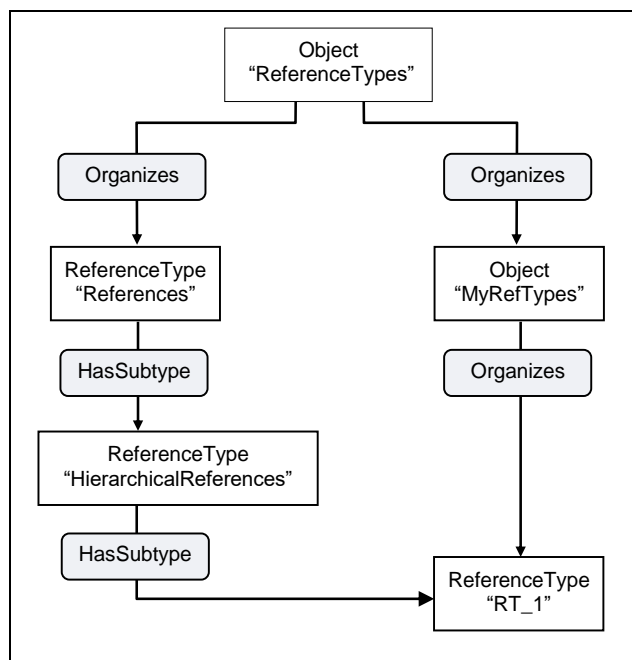 Object
“ReferenceTypes”
Organizes
Organizes
ReferenceType
“References”
Object
“MyRefTypes”
HasSubtype
Organizes
ReferenceType
“HierarchicalReferences”
HasSubtype
ReferenceType
“RT_1”